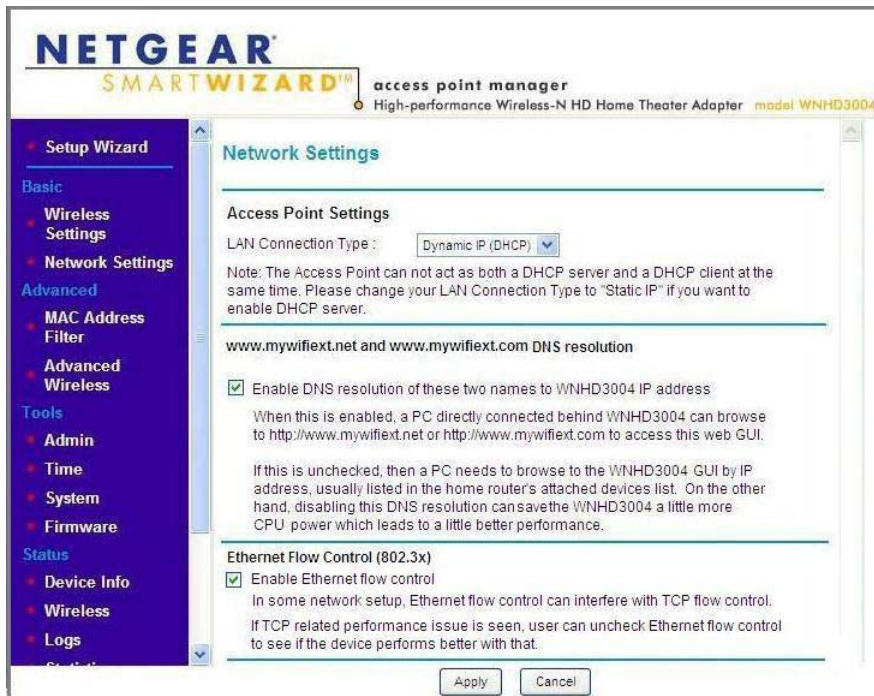 NETGEAR
SMARTWIZARD™
access point manager
High-performance Wireless-N HD Home Theater Adapter model WNHD3004
Setup Wizard
Basic
Wireless
Settings
Network Settings
Advanced
MAC Address
Filter
Advanced
Wireless
Tools
Admin
Time
System
Firmware
Status
Device Info
Wireless
Logs
Network Settings
Access Point Settings
LAN Connection Type :
Dynamic IP (DHCP)
Note: The Access Point can not act as both a DHCP server and a DHCP client at the
same time. Please change your LAN Connection Type to "Static IP" if you want to
enable DHCP server.
www.mywifiext.net and www.mywifiext.com DNS resolution
Enable DNS resolution of these two names to WNHD3004 IP address
When this is enabled, a PC directly connected behind WNHD3004 can browse
to http://www.mywifiext.net or http://www.mywifiext.com to access this web GUI.
If this is unchecked, then a PC needs to browse to the WNHD3004 GUI by IP
address, usually listed in the home router's attached devices list. On the other
hand, disabling this DNS resolution can save the WNHD3004 a little more
CPU power which leads to a little better performance.
Ethernet Flow Control (802.3x)
Enable Ethernet flow control
In some network setup, Ethernet flow control can interfere with TCP flow control.
If TCP related performance issue is seen, user can uncheck Ethernet flow control
to see if the device performs better with that.
Apply
Cancel